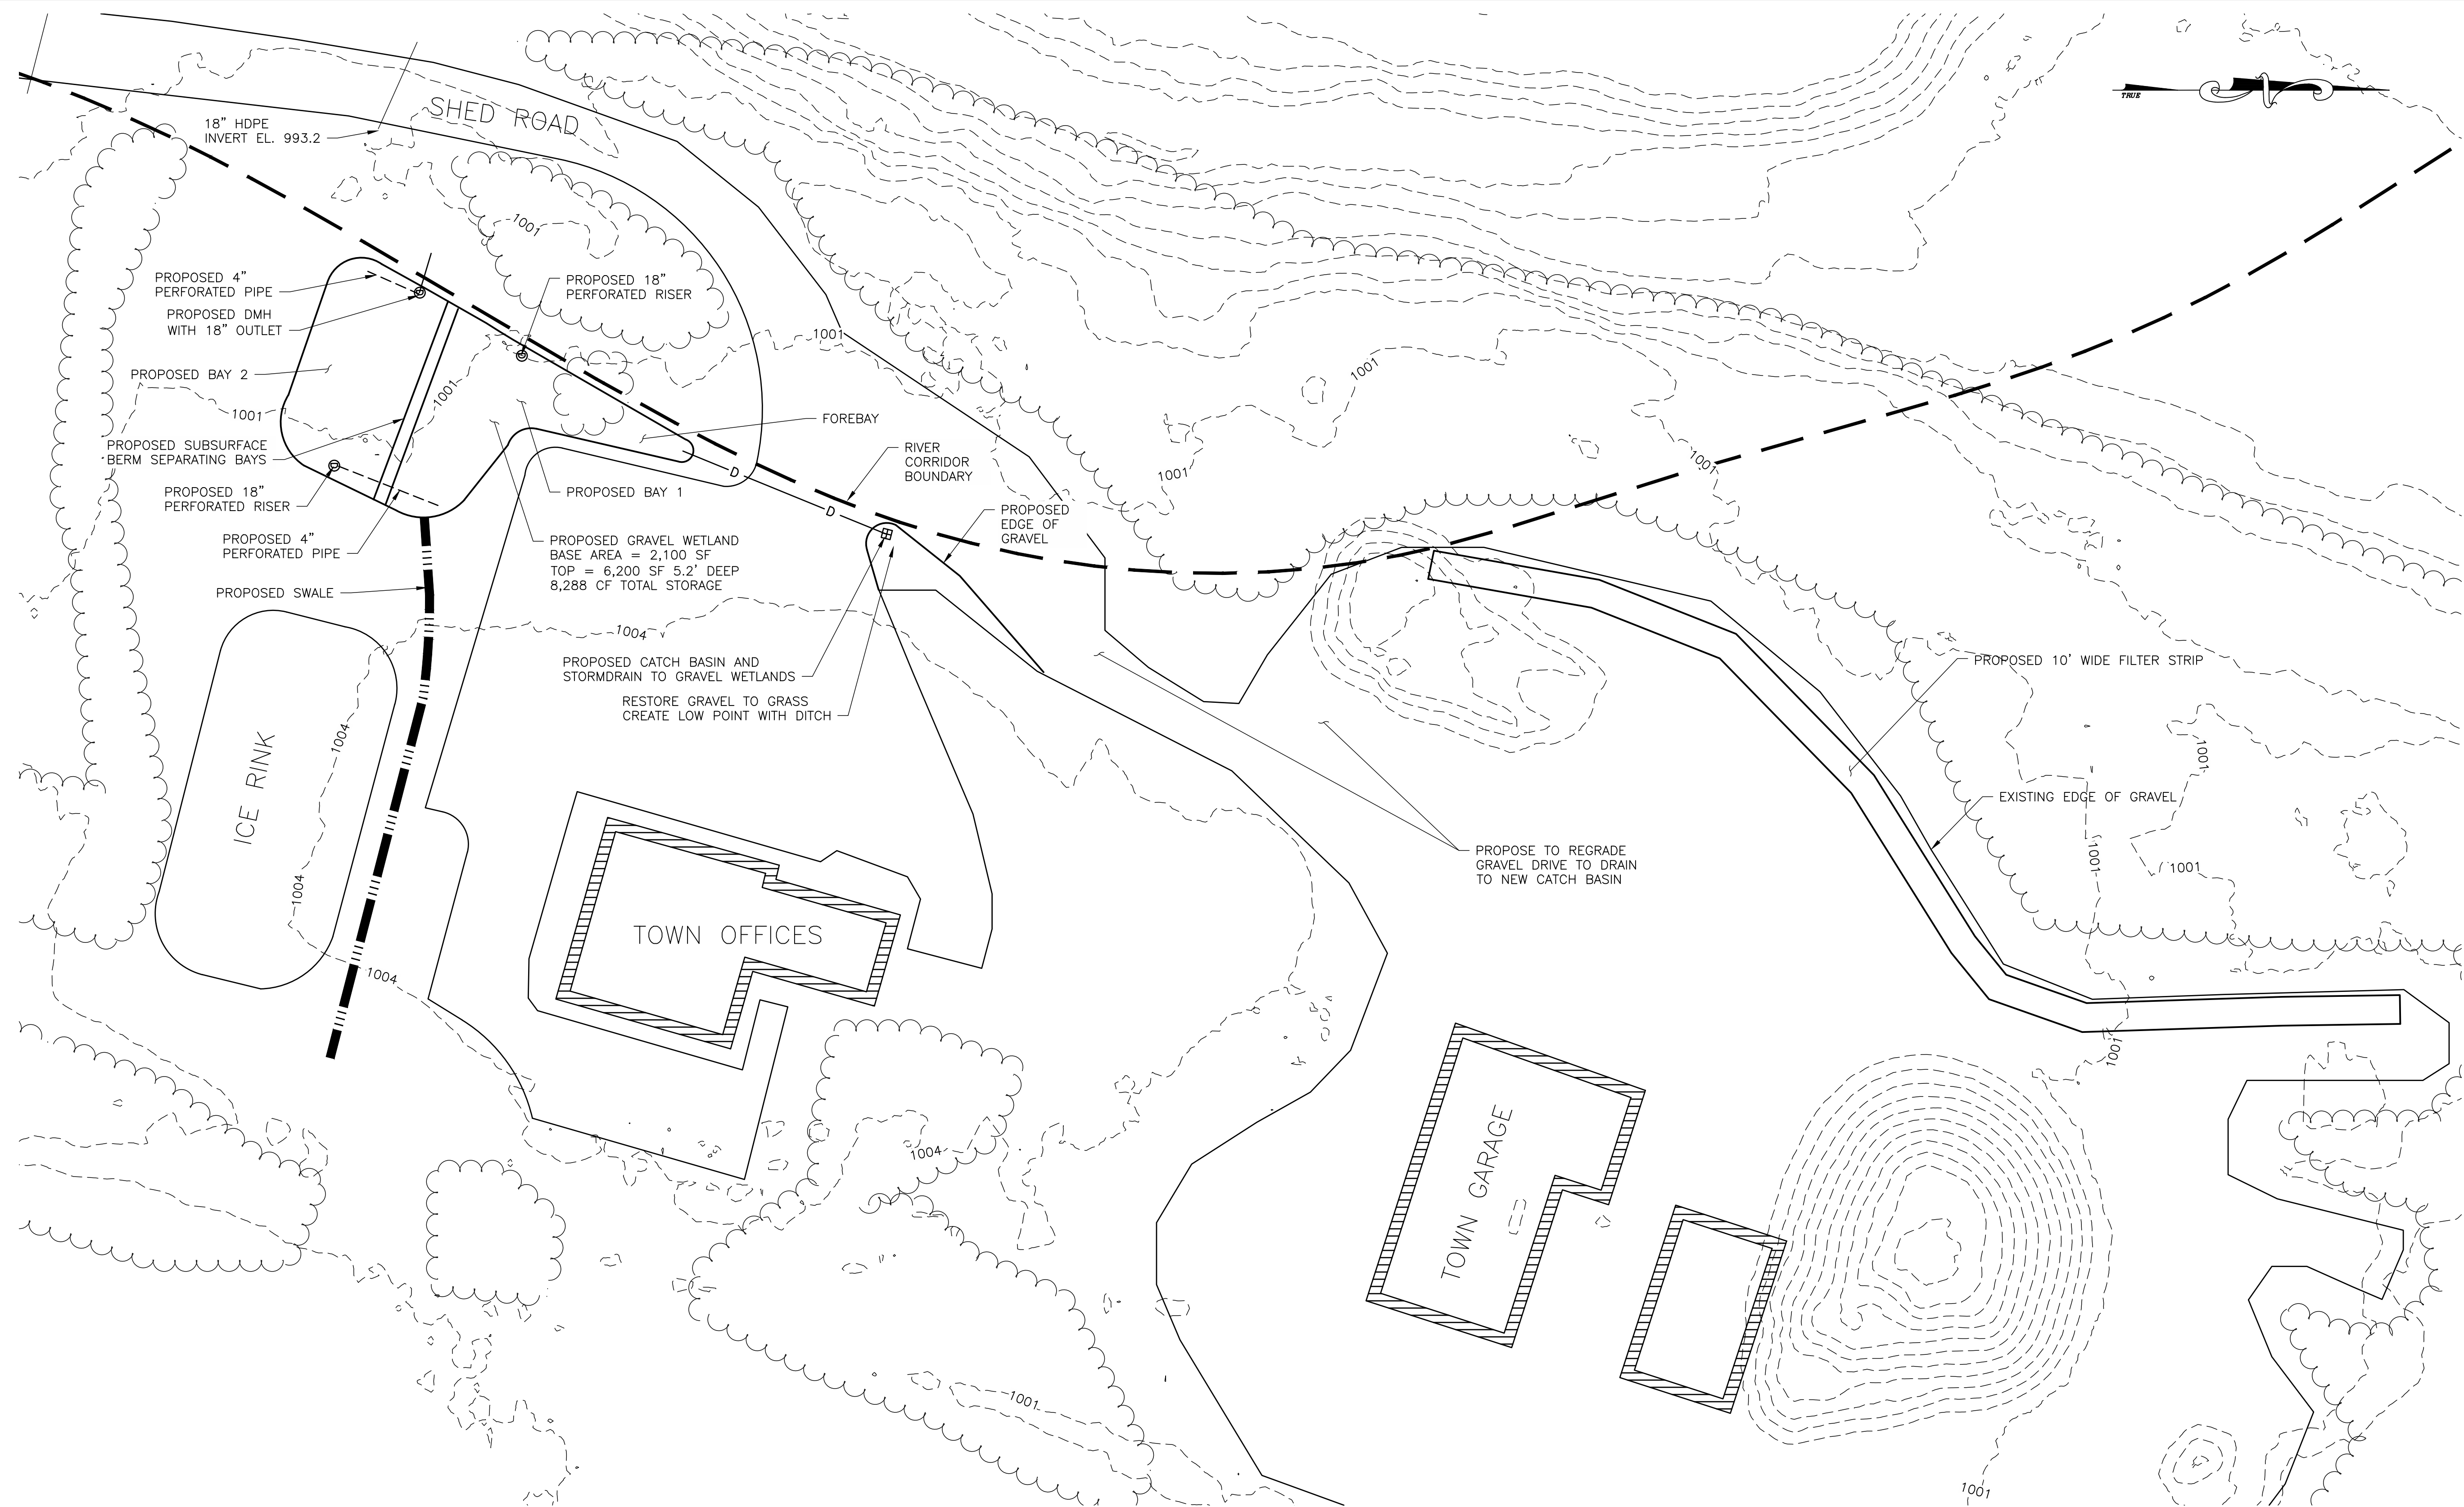 TRUE
SHED ROAD
18" HDPE
INVERT EL. 993.2
1001
PROPOSED 4"
PERFORATED PIPE
PROPOSED DMH
WITH 18" OUTLET
PROPOSED 18"
PERFORATED RISER
1001
1001
PROPOSED BAY 2
1001
1001
FOREBAY
PROPOSED SUBSURFACE
BERM SEPARATING BAYS
RIVER
CORRIDOR
BOUNDARY
D
1001
1001
PROPOSED 18"
PERFORATED RISER
PROPOSED BAY 1
D
PROPOSED
EDGE OF
GRAVEL
PROPOSED 4"
PERFORATED PIPE
PROPOSED GRAVEL WETLAND
BASE AREA = 2,100 SF
TOP = 6,200 SF 5.2' DEEP
8,288 CF TOTAL STORAGE
PROPOSED SWALE
1004
PROPOSED CATCH BASIN AND
STORMDRAIN TO GRAVEL WETLANDS
RESTORE GRAVEL TO GRASS
CREATE LOW POINT WITH DITCH
PROPOSED 10' WIDE FILTER STRIP
1004
ICE RINK
1001
EXISTING EDGE OF GRAVEL
PROPOSE TO REGRADE
GRAVEL DRIVE TO DRAIN
TO NEW CATCH BASIN
1001
1001
1004
TOWN OFFICES
1004
1001
1004
TOWN GARAGE
1001
1001